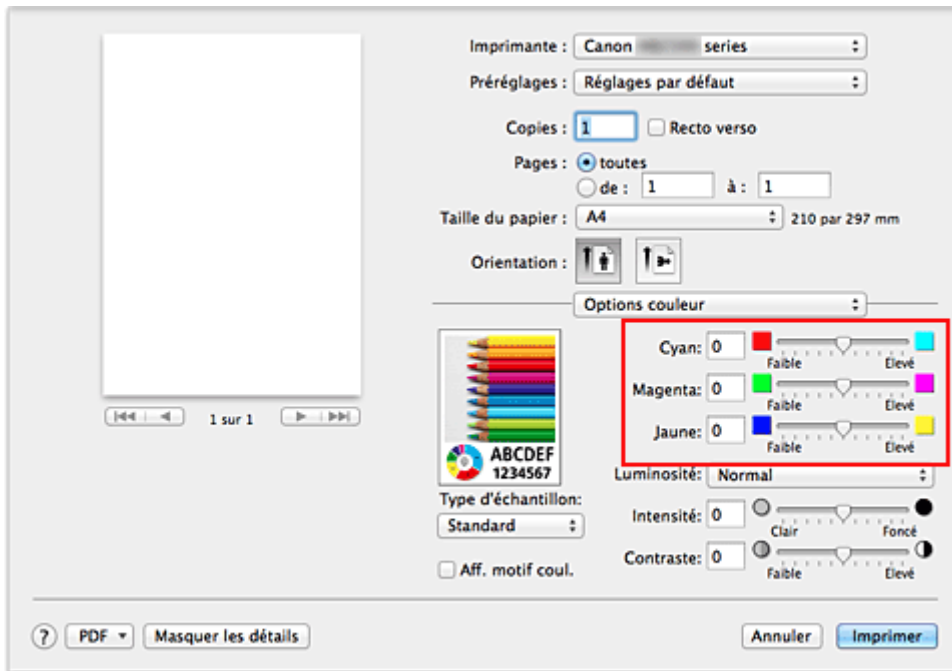 Imprimante : Canon series
Préréglages : Réglages par défaut
Copies : 1 Recto verso
Pages : toutes
de : 1 à : 1
Taille du papier : A4 210 par 297 mm
Orientation :
Options couleur
Cyan: 0
Faible Élevé
Magenta: 0
Faible Élevé
Jaune: 0
Faible Élevé
Luminosité: Normal
Intensité: 0
Clair Foncé
Contraste: 0
Faible Élevé
1 sur 1
ABCDEF
1234567
Type d'échantillon:
Standard
Aff. motif coul.
? PDF Masquer les détails Annuler Imprimer